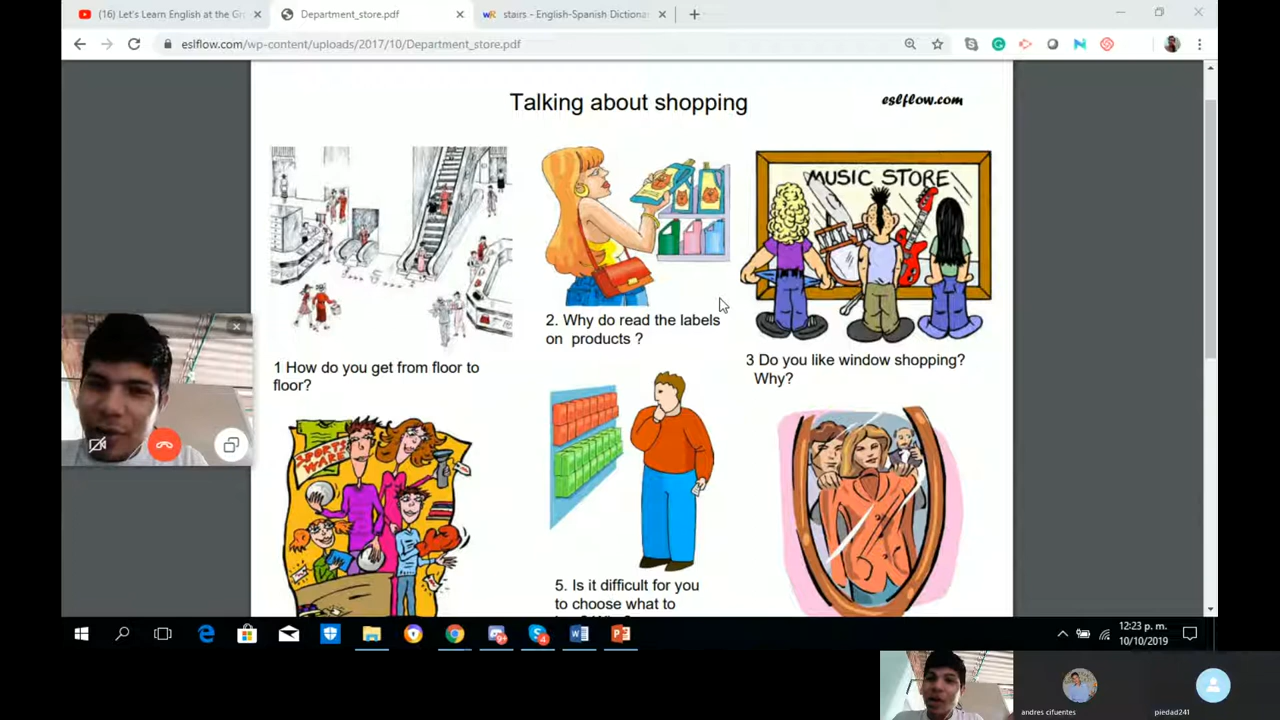 (16) Let's Learn English at the Gr
Department_store.pdf
stairs - English-Spanish Dictiona
eslflow.com/wp-content/uploads/2017/10/Department_store.pdf
Talking about shopping
eslflow.com
MUSIC STORE
2. Why do read the labels
on products ?
3 Do you like window shopping?
Why?
1 How do you get from floor to
floor?
SPORTS
WARE
5. Is it difficult for you
to choose what to
12:23 p. m.
10/10/2019
andres cifuentes
piedad241